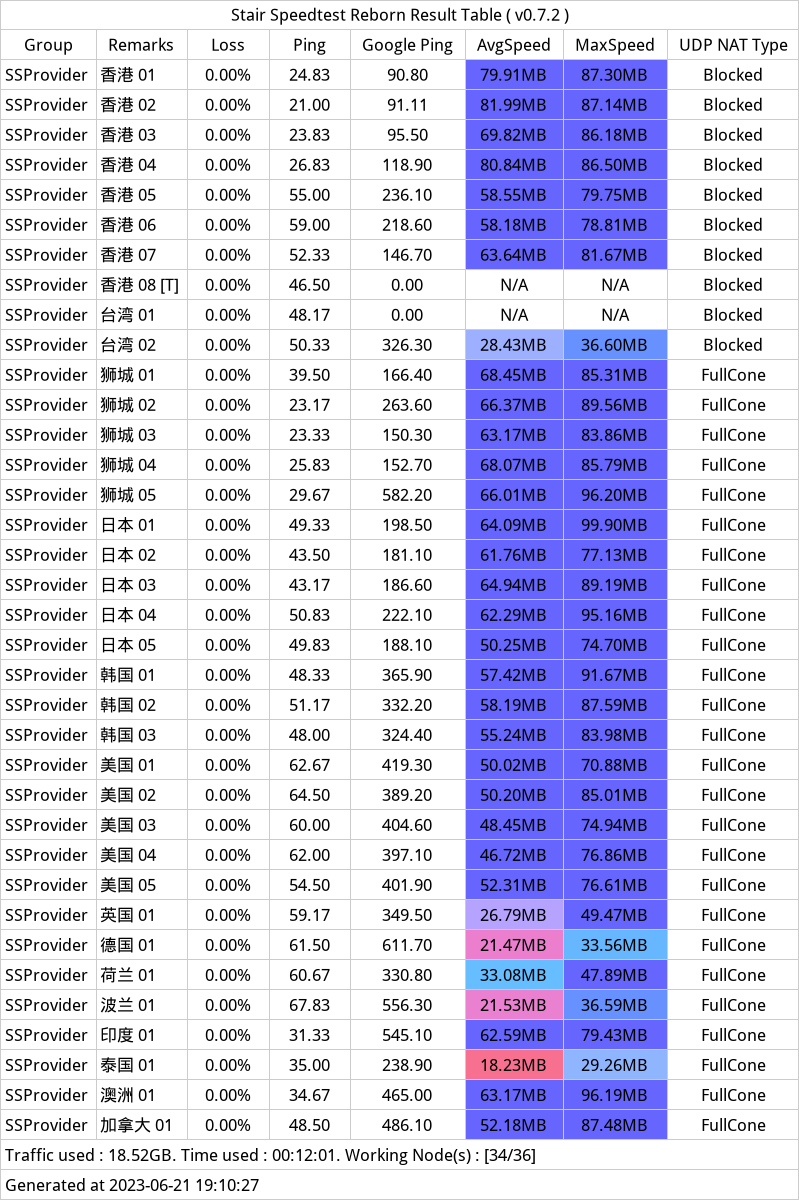 Stair Speedtest Reborn Result Table ( v0.7.2 )
Group Remarks Loss Ping Google Ping AvgSpeed MaxSpeed UDP NAT Type
SSProvider 香港 01 0.00% 24.83 90.80 79.91MB 87.30MB Blocked
SSProvider 香港 02 0.00% 21.00 91.11 81.99MB 87.14MB Blocked
SSProvider 香港 03 0.00% 23.83 95.50 69.82MB 86.18MB Blocked
SSProvider 香港 04 0.00% 26.83 118.90 80.84MB 86.50MB Blocked
SSProvider 香港 05 0.00% 55.00 236.10 58.55MB 79.75MB Blocked
SSProvider 香港 06 0.00% 59.00 218.60 58.18MB 78.81MB Blocked
SSProvider 香港 07 0.00% 52.33 146.70 63.64MB 81.67MB Blocked
SSProvider 香港 08 [T] 0.00% 46.50 0.00 N/A N/A Blocked
SSProvider 台湾 01 0.00% 48.17 0.00 N/A N/A Blocked
SSProvider 台湾 02 0.00% 50.33 326.30 28.43MB 36.60MB Blocked
SSProvider 狮城 01 0.00% 39.50 166.40 68.45MB 85.31MB FullCone
SSProvider 狮城 02 0.00% 23.17 263.60 66.37MB 89.56MB FullCone
SSProvider 狮城 03 0.00% 23.33 150.30 63.17MB 83.86MB FullCone
SSProvider 狮城 04 0.00% 25.83 152.70 68.07MB 85.79MB FullCone
SSProvider 狮城 05 0.00% 29.67 582.20 66.01MB 96.20MB FullCone
SSProvider 日本 01 0.00% 49.33 198.50 64.09MB 99.90MB FullCone
SSProvider 日本 02 0.00% 43.50 181.10 61.76MB 77.13MB FullCone
SSProvider 日本 03 0.00% 43.17 186.60 64.94MB 89.19MB FullCone
SSProvider 日本 04 0.00% 50.83 222.10 62.29MB 95.16MB FullCone
SSProvider 日本 05 0.00% 49.83 188.10 50.25MB 74.70MB FullCone
SSProvider 韩国 01 0.00% 48.33 365.90 57.42MB 91.67MB FullCone
SSProvider 韩国 02 0.00% 51.17 332.20 58.19MB 87.59MB FullCone
SSProvider 韩国 03 0.00% 48.00 324.40 55.24MB 83.98MB FullCone
SSProvider 美国 01 0.00% 62.67 419.30 50.02MB 70.88MB FullCone
SSProvider 美国 02 0.00% 64.50 389.20 50.20MB 85.01MB FullCone
SSProvider 美国 03 0.00% 60.00 404.60 48.45MB 74.94MB FullCone
SSProvider 美国 04 0.00% 62.00 397.10 46.72MB 76.86MB FullCone
SSProvider 美国 05 0.00% 54.50 401.90 52.31MB 76.61MB FullCone
SSProvider 英国 01 0.00% 59.17 349.50 26.79MB 49.47MB FullCone
SSProvider 德国 01 0.00% 61.50 611.70 21.47MB 33.56MB FullCone
SSProvider 荷兰 01 0.00% 60.67 330.80 33.08MB 47.89MB FullCone
SSProvider 波兰 01 0.00% 67.83 556.30 21.53MB 36.59MB FullCone
SSProvider 印度 01 0.00% 31.33 545.10 62.59MB 79.43MB FullCone
SSProvider 泰国 01 0.00% 35.00 238.90 18.23MB 29.26MB FullCone
SSProvider 澳洲 01 0.00% 34.67 465.00 63.17MB 96.19MB FullCone
SSProvider 加拿大 01 0.00% 48.50 486.10 52.18MB 87.48MB FullCone
Traffic used : 18.52GB. Time used : 00:12:01. Working Node(s) : [34/36]
Generated at 2023-06-21 19:10:27